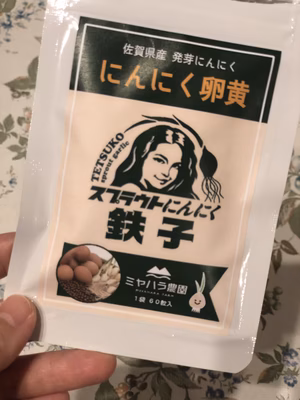 佐賀県産 発芽にんにく
にんにく卵黄
TETSUKO
sprout garlic
スプラウトにんにく
鉄子
ミヤハラ農園
MIYAHARA FARM
1袋 60粒入